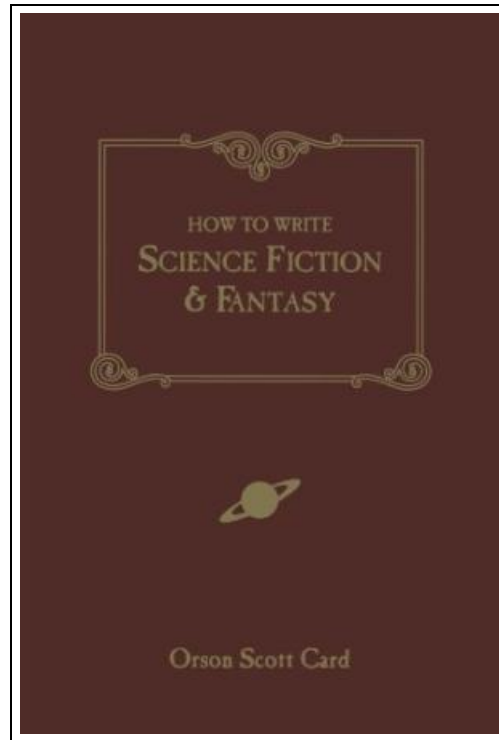 HOW TO WRITE
SCIENCE FICTION
& FANTASY
Orson Scott Card